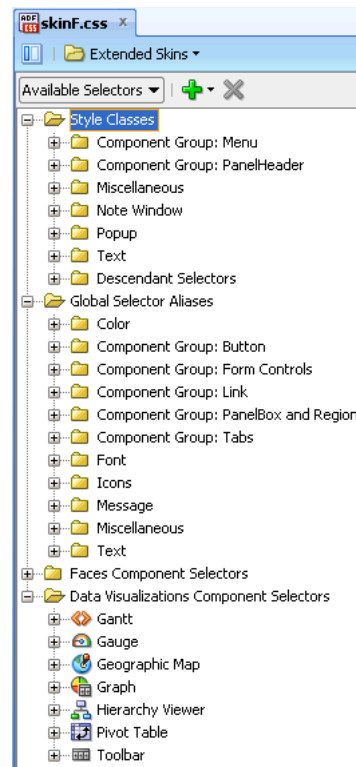 ADF
CSS skinF.css x
Extended Skins
Available Selectors
Style Classes
Component Group: Menu
Component Group: PanelHeader
Miscellaneous
Note Window
Popup
Text
Descendant Selectors
Global Selector Aliases
Color
Component Group: Button
Component Group: Form Controls
Component Group: Link
Component Group: PanelBox and Region
Component Group: Tabs
Font
Icons
Message
Miscellaneous
Text
Faces Component Selectors
Data Visualizations Component Selectors
Gantt
Gauge
Geographic Map
Graph
Hierarchy Viewer
Pivot Table
Toolbar